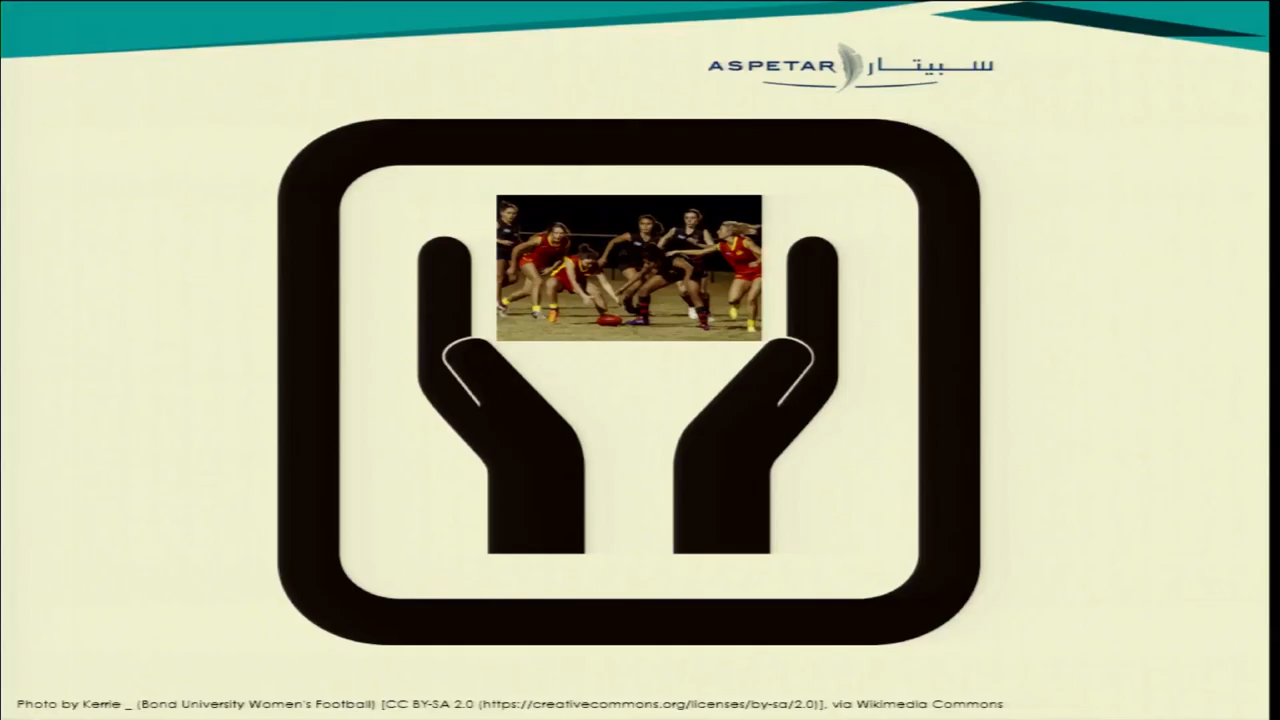 ASPETAR سبيتار
Photo by Kerrie _ (Bond University Women's Football) [CC BY-SA 2.0 (https://creativecommons.org/licenses/by-sa/2.0)], via Wikimedia Commons